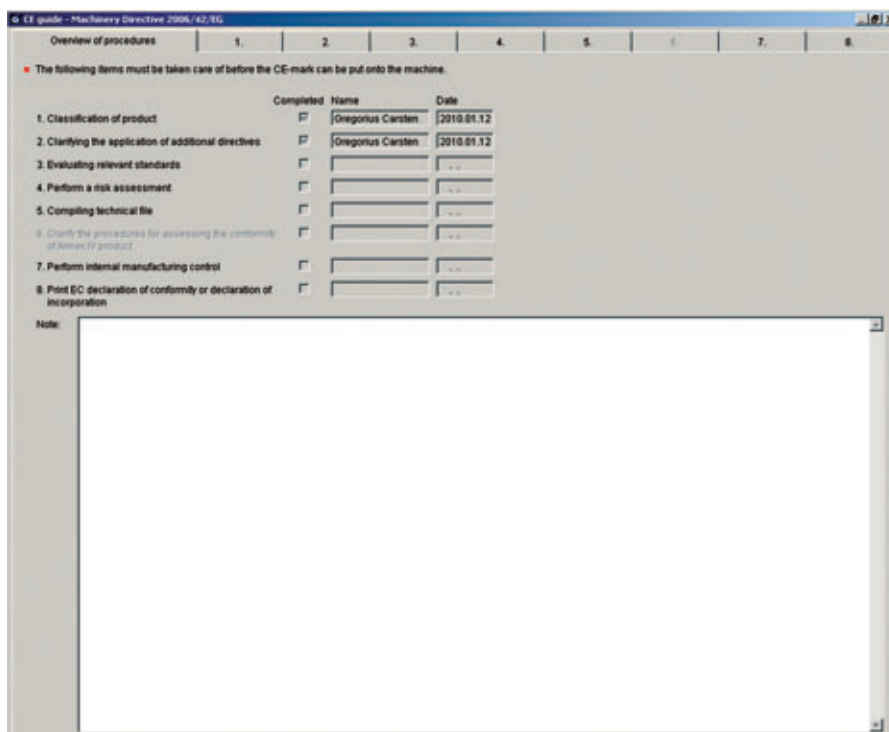 CE guide - Machinery Directive 2006/42/EG
Overview of procedures 1. 2. 3. 4. 5. 6. 7. 8.
The following items must be taken care of before the CE-mark can be put onto the machine.
Completed Name Date
1. Classification of product Gregorius Carsten 2010.01.12
2. Clarifying the application of additional directives Gregorius Carsten 2010.01.12
3. Evaluating relevant standards . .
4. Perform a risk assessment . .
5. Compiling technical file . .
6. Clarify the procedures for assessing the conformity . .
of Annex IV product
7. Perform internal manufacturing control . .
8. Print EC declaration of conformity or declaration of . .
incorporation
Note: